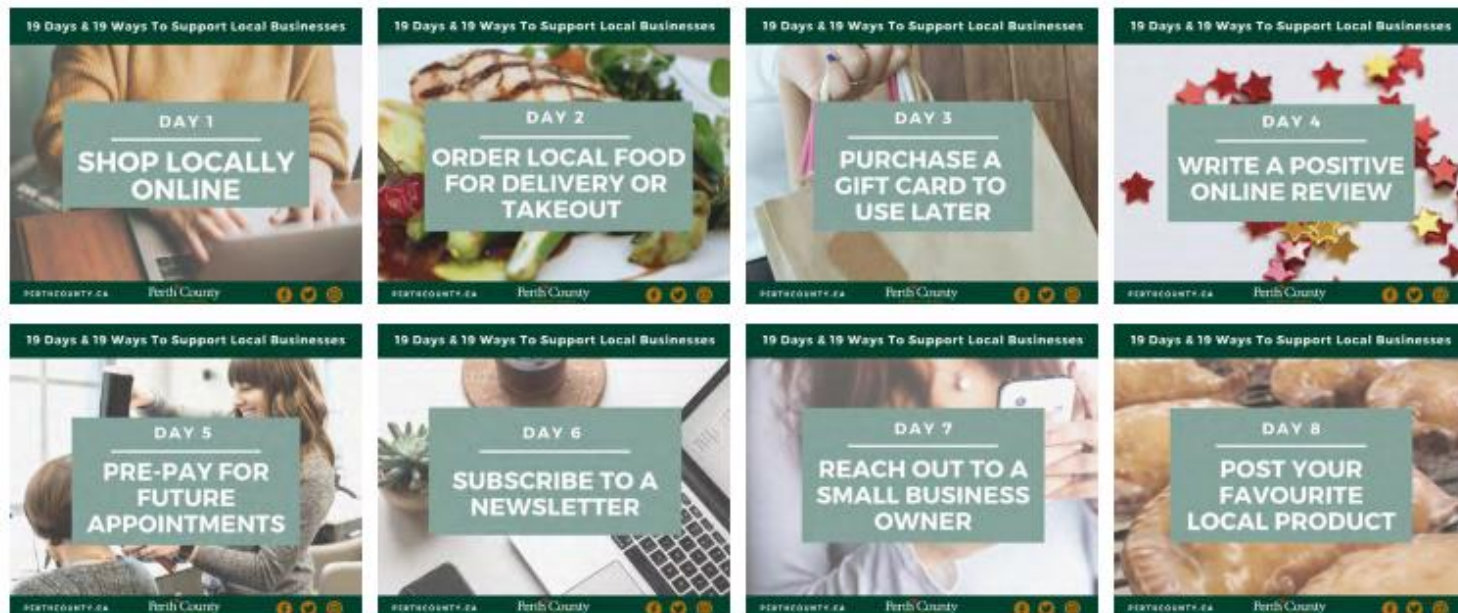 19 Days & 19 Ways To Support Local Businesses
DAY 1
SHOP LOCALLY
ONLINE
PERTHCOUNTY.CA Perth County
19 Days & 19 Ways To Support Local Businesses
DAY 2
ORDER LOCAL FOOD
FOR DELIVERY OR
TAKEOUT
PERTHCOUNTY.CA Perth County
19 Days & 19 Ways To Support Local Businesses
DAY 3
PURCHASE A
GIFT CARD TO
USE LATER
PERTHCOUNTY.CA Perth County
19 Days & 19 Ways To Support Local Businesses
DAY 4
WRITE A POSITIVE
ONLINE REVIEW
PERTHCOUNTY.CA Perth County
19 Days & 19 Ways To Support Local Businesses
DAY 5
PRE-PAY FOR
FUTURE
APPOINTMENTS
PERTHCOUNTY.CA Perth County
19 Days & 19 Ways To Support Local Businesses
DAY 6
SUBSCRIBE TO A
NEWSLETTER
PERTHCOUNTY.CA Perth County
19 Days & 19 Ways To Support Local Businesses
DAY 7
REACH OUT TO A
SMALL BUSINESS
OWNER
PERTHCOUNTY.CA Perth County
19 Days & 19 Ways To Support Local Businesses
DAY 8
POST YOUR
FAVOURITE
LOCAL PRODUCT
PERTHCOUNTY.CA Perth County